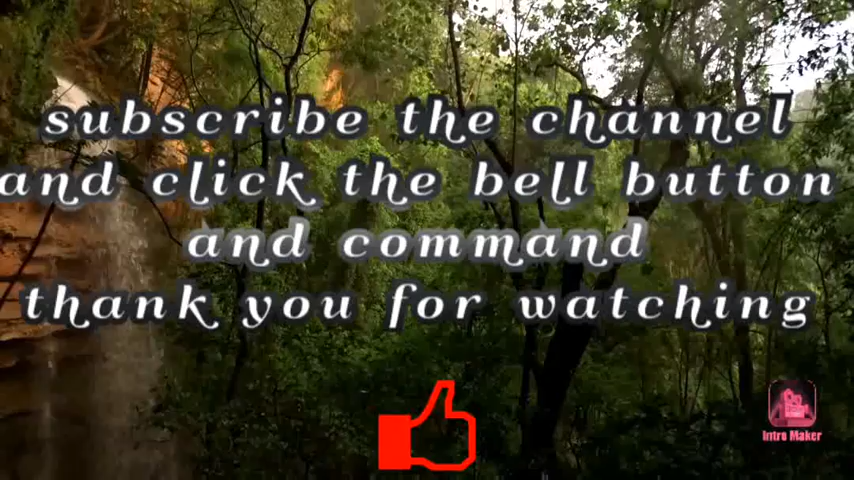 subscribe the channel
and click the bell button
and command
thank you for watching
Intro Maker